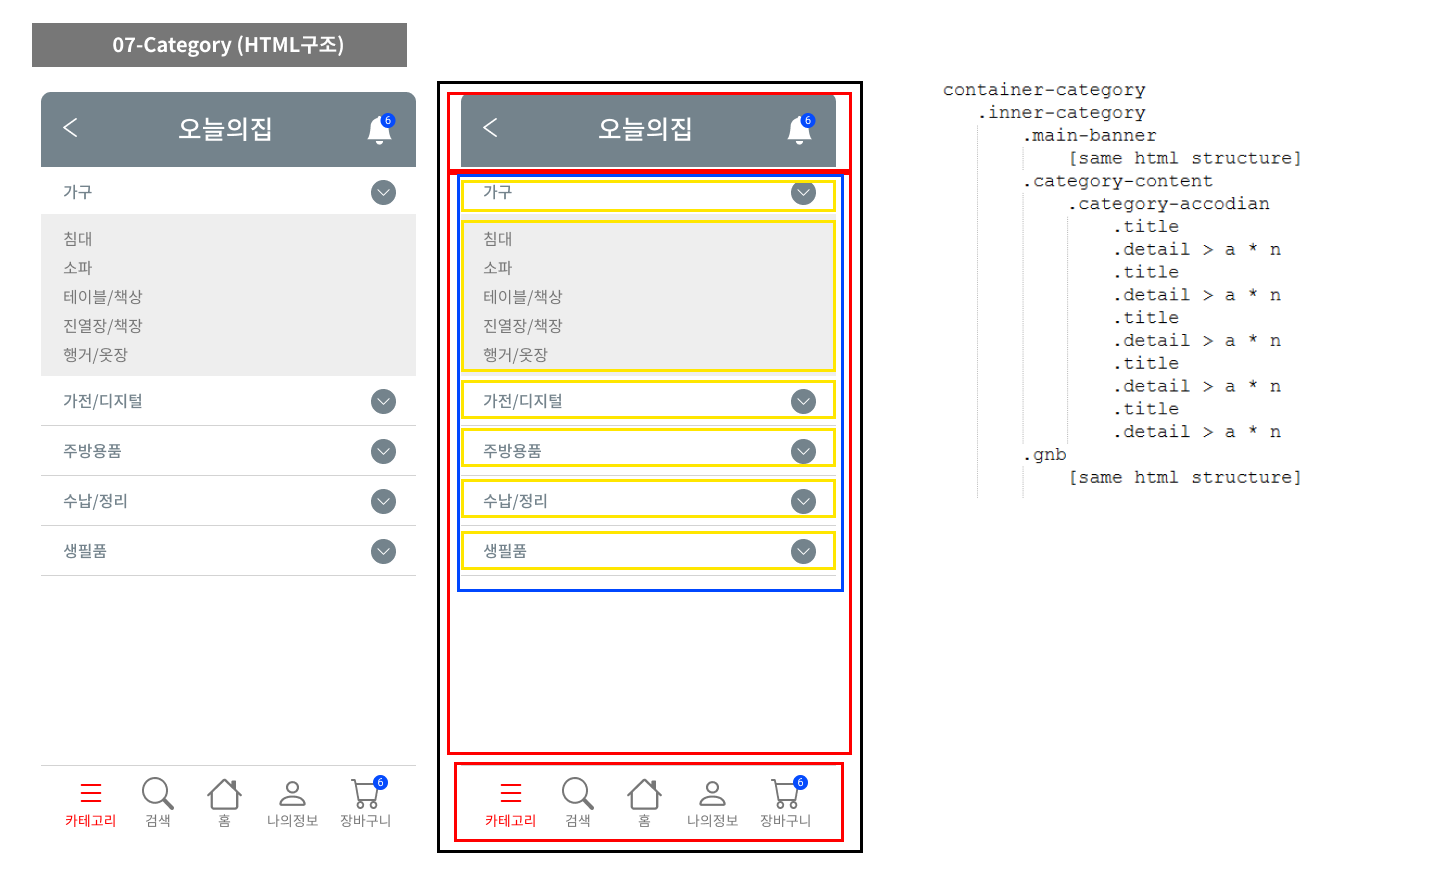 07-Category (HTML구조)
오늘의집
6
가구
침대
소파
테이블/책상
진열장/책장
행거/옷장
가전/디지털
주방용품
수납/정리
생필품
6
카테고리 검색 홈 나의정보 장바구니
오늘의집
6
가구
침대
소파
테이블/책상
진열장/책장
행거/옷장
가전/디지털
주방용품
수납/정리
생필품
6
카테고리 검색 홈 나의정보 장바구니
container-category
.inner-category
.main-banner
[same html structure]
.category-content
.category-accodian
.title
.detail > a * n
.title
.detail > a * n
.title
.detail > a * n
.title
.detail > a * n
.title
.detail > a * n
.gnb
[same html structure]